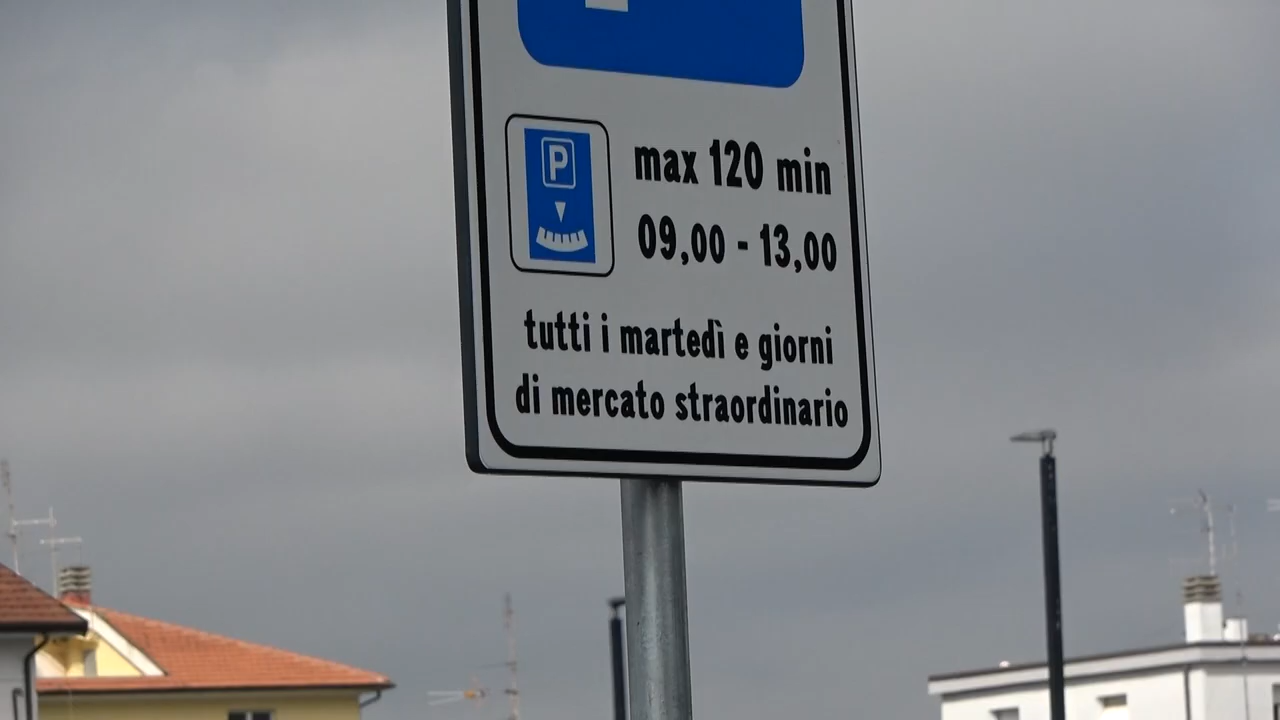 P
max 120 min
09,00 - 13,00
tutti i martedì e giorni
di mercato straordinario